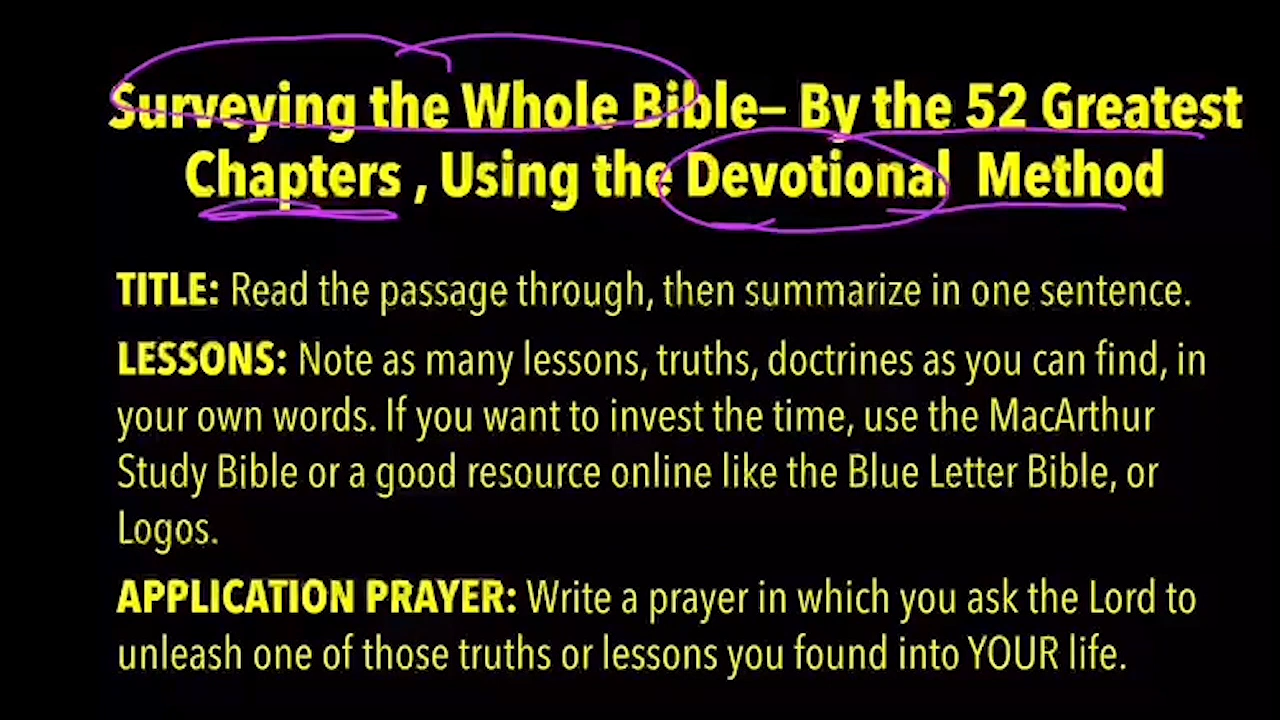 Surveying the Whole Bible– By the 52 Greatest
Chapters , Using the Devotional Method
TITLE: Read the passage through, then summarize in one sentence.
LESSONS: Note as many lessons, truths, doctrines as you can find, in
your own words. If you want to invest the time, use the MacArthur
Study Bible or a good resource online like the Blue Letter Bible, or
Logos.
APPLICATION PRAYER: Write a prayer in which you ask the Lord to
unleash one of those truths or lessons you found into YOUR life.